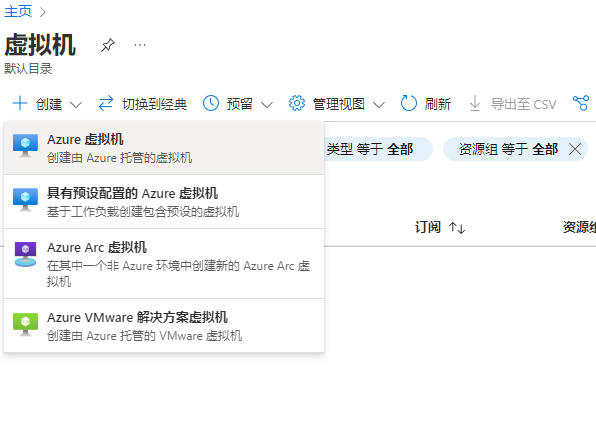 主页
虚拟机
默认目录
创建 切换到经典 预留 管理视图 刷新 导出至 CSV
Azure 虚拟机
创建由 Azure 托管的虚拟机
类型 等于 全部 资源组 等于 全部
具有预设配置的 Azure 虚拟机
基于工作负载创建包含预设的虚拟机
订阅 资源组
Azure Arc 虚拟机
在其中一个非 Azure 环境中创建新的 Azure Arc 虚
拟机
Azure VMware 解决方案虚拟机
创建由 Azure 托管的 VMware 虚拟机